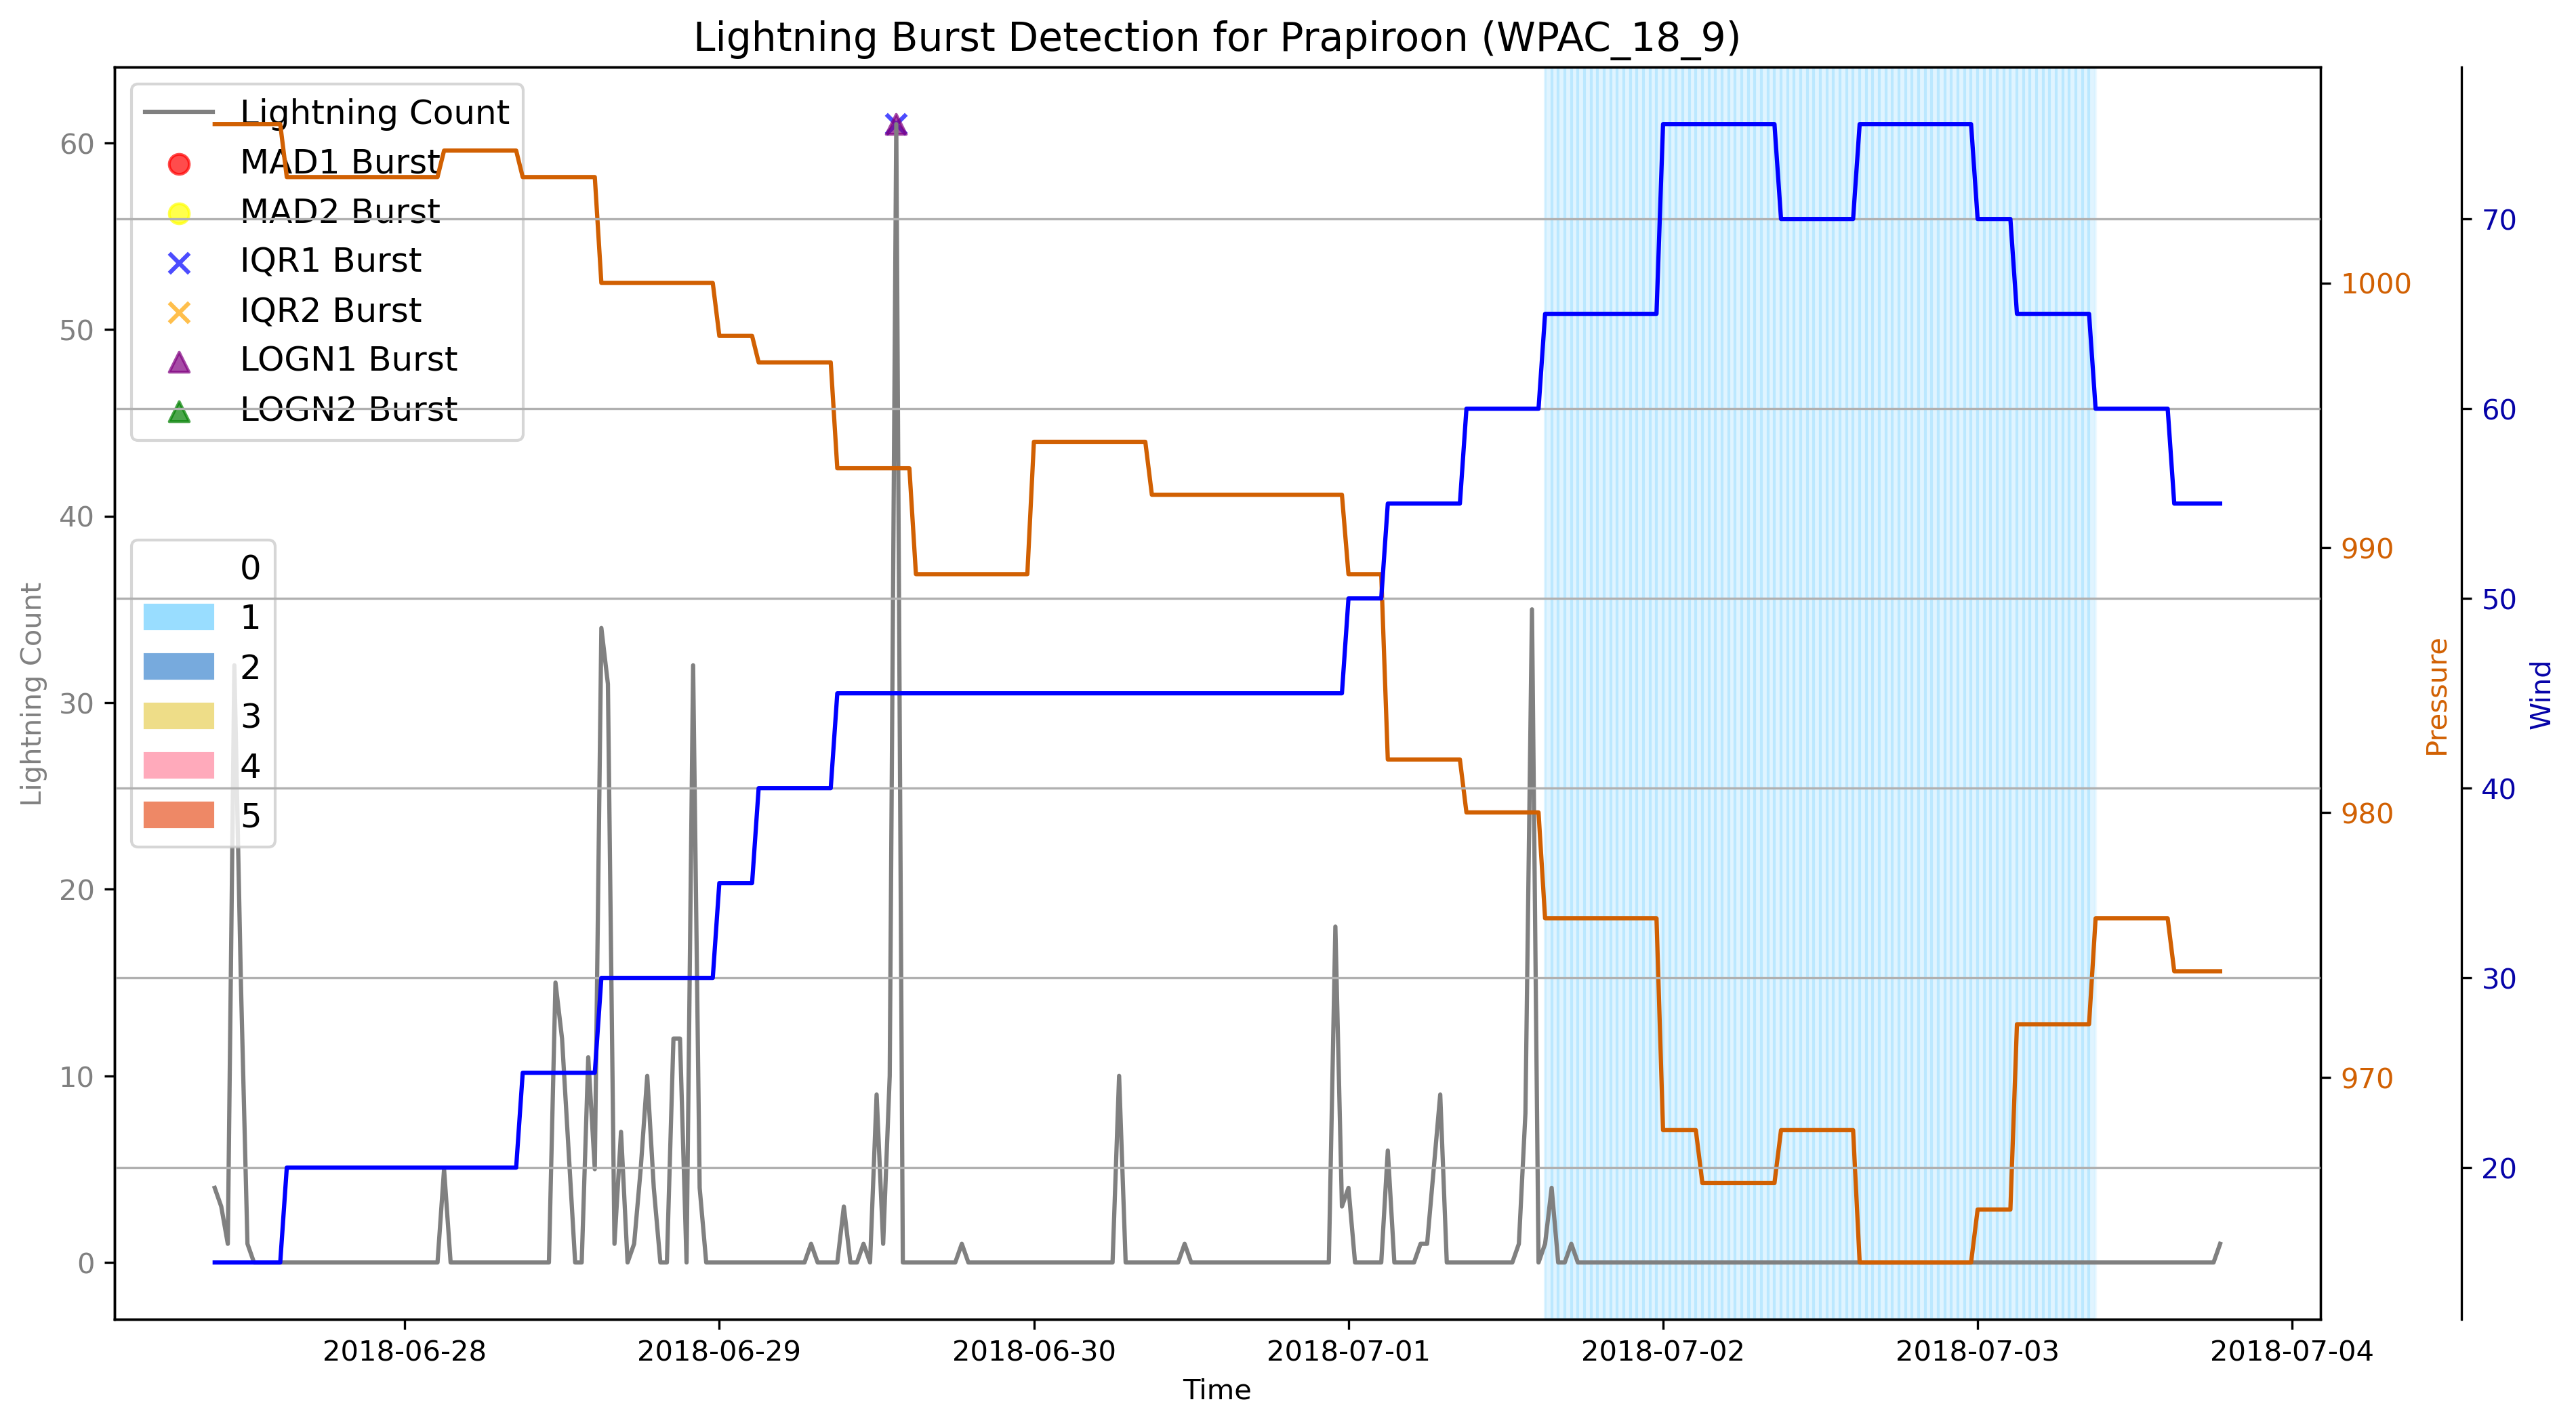 Lightning Burst Detection for Prapiroon (WPAC_18_9)
Lightning Count
MAD1 Burst
MAD2 Burst
IQR1 Burst
IQR2 Burst
LOGN1 Burst
LOGN2 Burst
0
1
2
3
4
5
60
50
40
30
20
10
0
Lightning Count
1000
990
980
970
Pressure
70
60
50
40
30
20
Wind
2018-06-28
2018-06-29
2018-06-30
2018-07-01
2018-07-02
2018-07-03
2018-07-04
Time